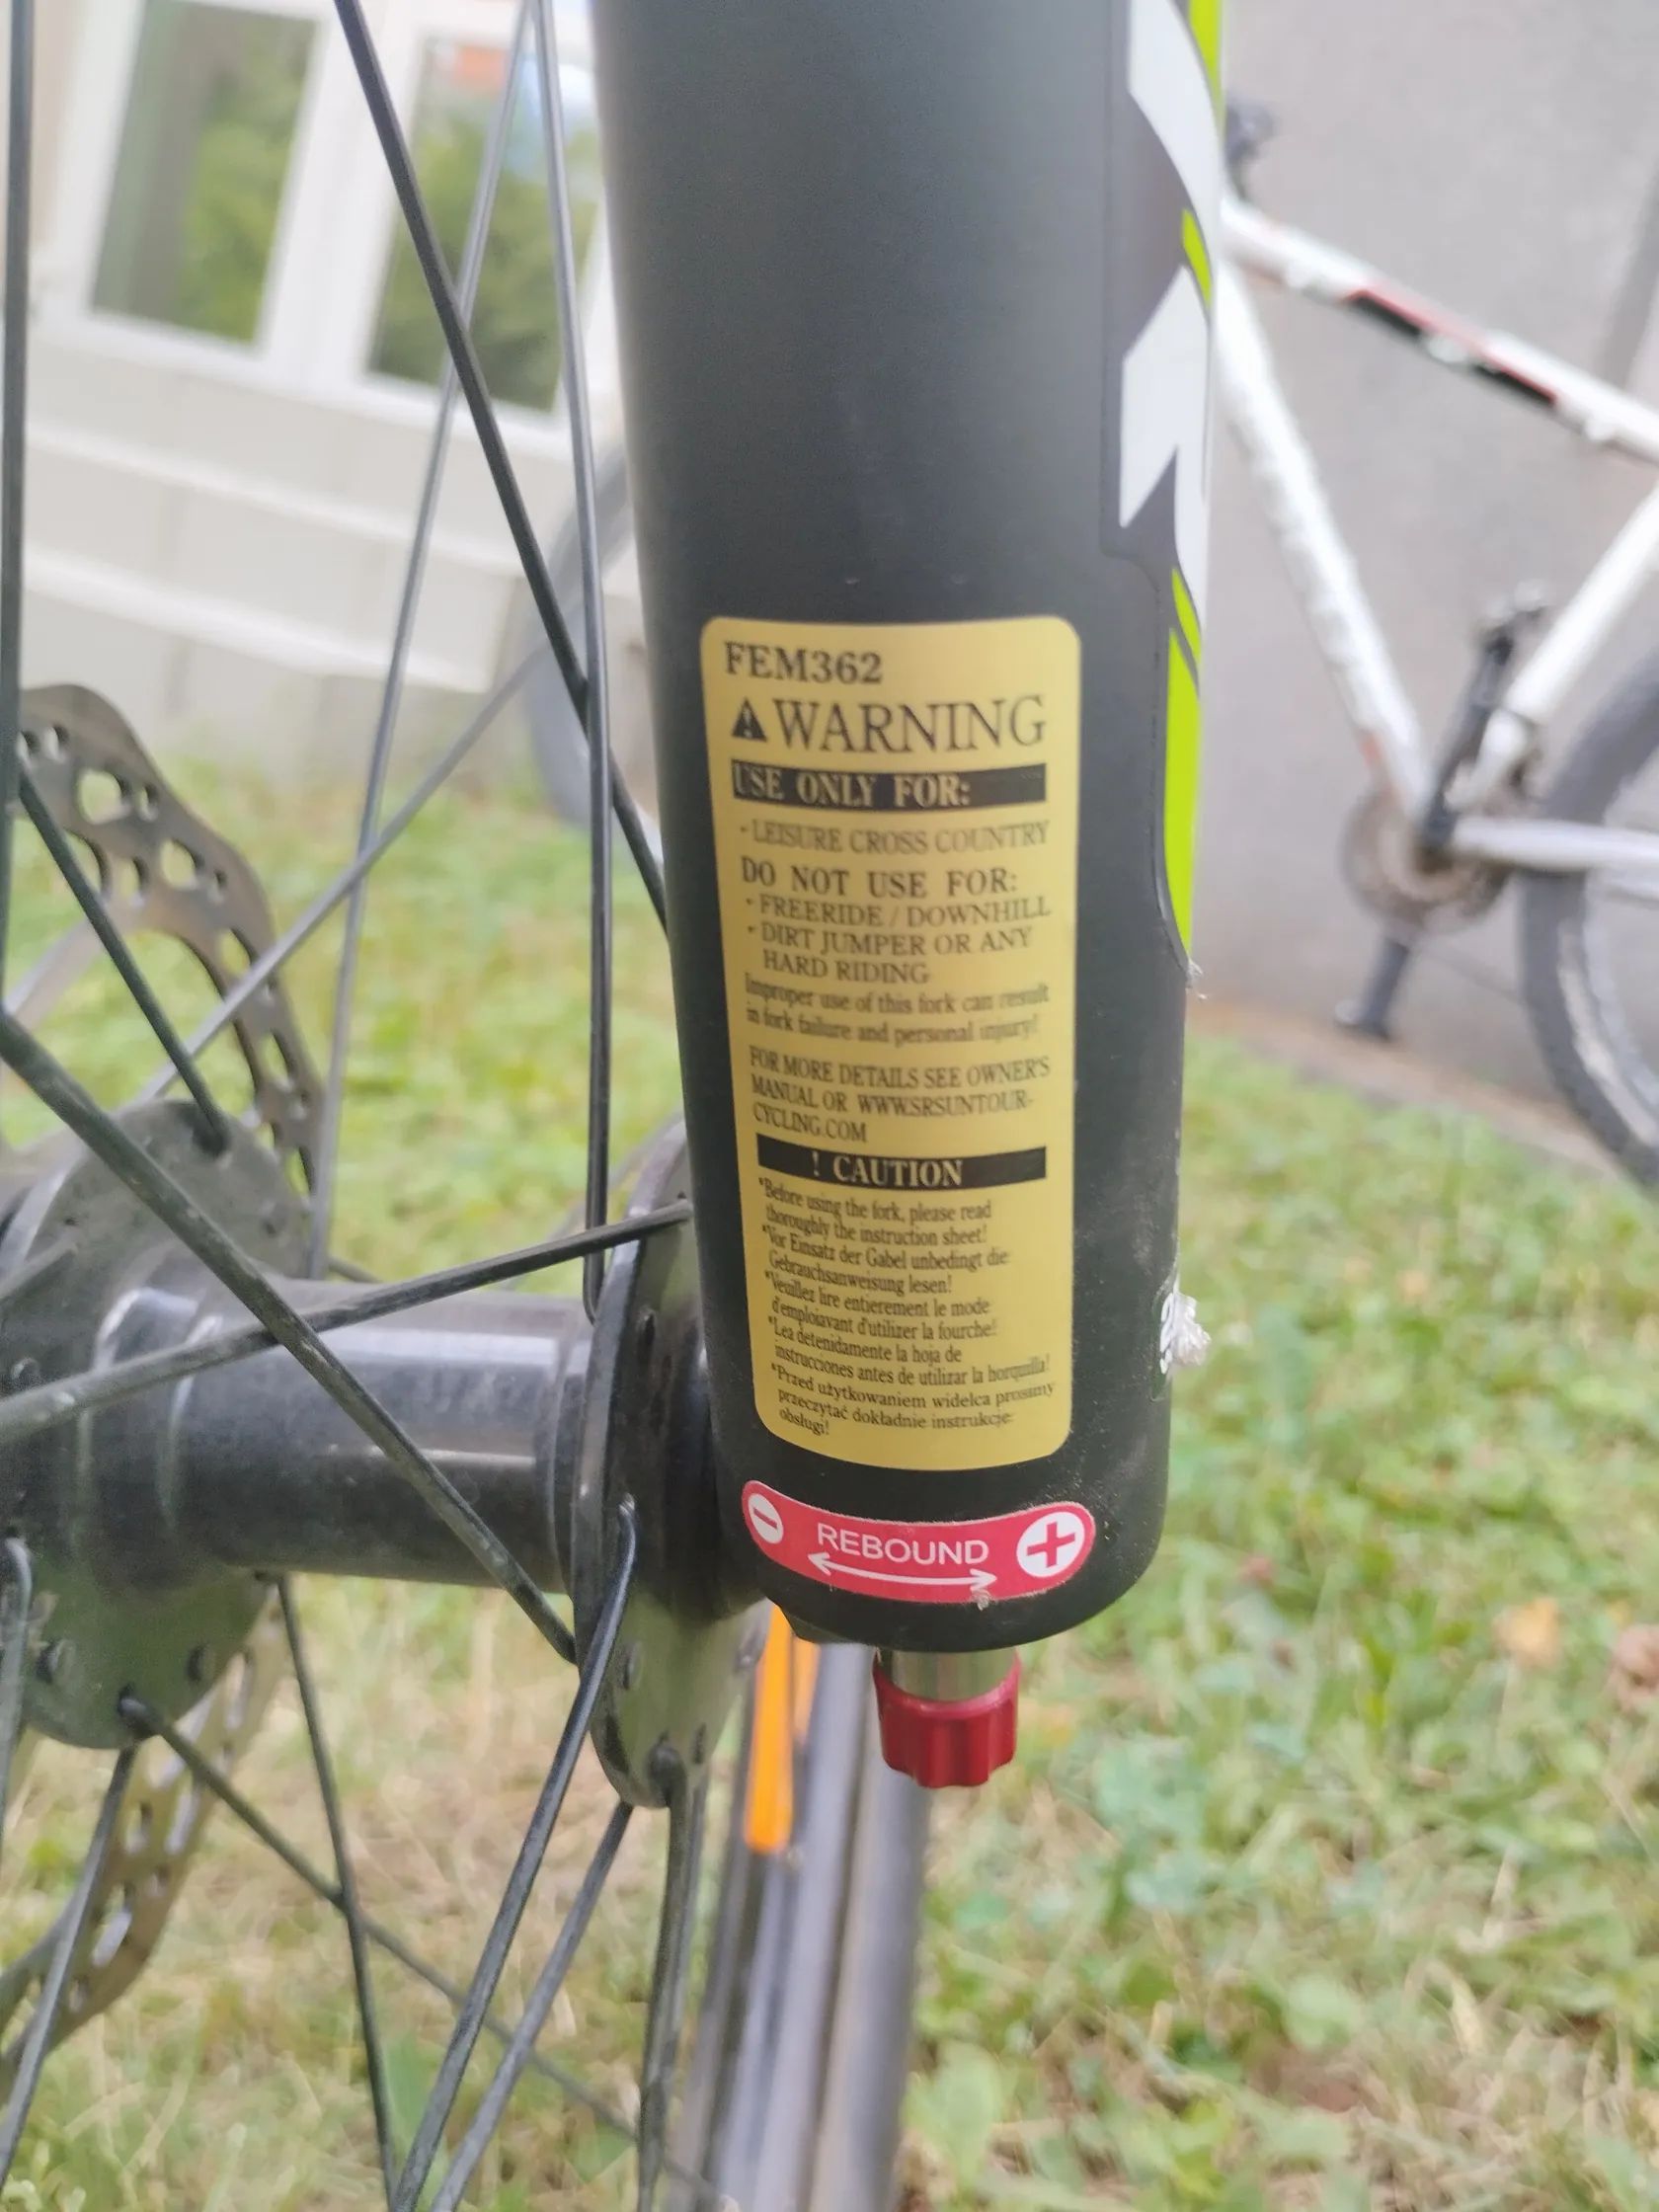 FEM362
WARNING
USE ONLY FOR:
· LEISURE CROSS COUNTRY
DO NOT USE FOR:
· FREERIDE / DOWNHILL
· DIRT JUMPER OR ANY
HARD RIDING
Improper use of this fork can result
in fork failure and personal injury!
FOR MORE DETAILS SEE OWNER'S
MANUAL OR WWW.SRSUNTOUR-
CYCLING.COM
! CAUTION
*Before using the fork, please read
thoroughly the instruction sheet!
*Vor Einsatz der Gabel unbedingt die
Gebrauchsanweisung lesen!
*Veuillez lire entierement le mode
d'emploiavant d'utilizer la fourche!
*Lea detenidamente la hoja de
instrucciones antes de utilizar la horquilla!
*Przed użytkowaniem widelca prosimy
przeczytać dokładnie instrukcje
obsługi!
− REBOUND +